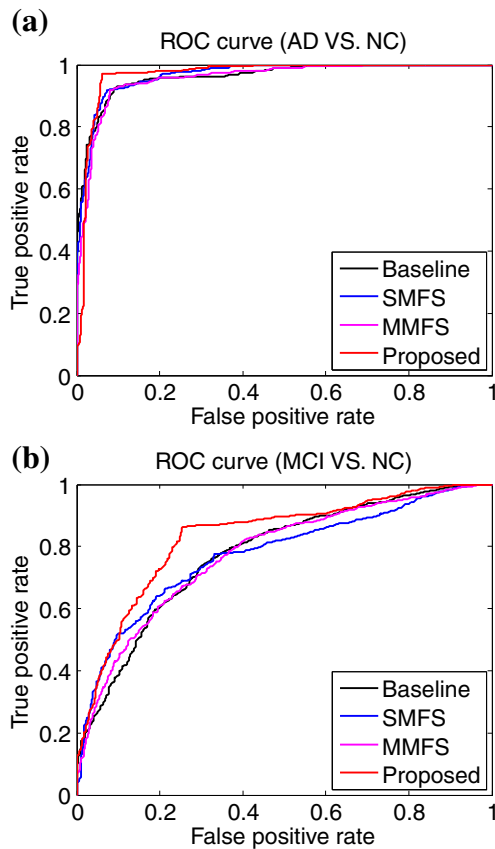 (a)
ROC curve (AD VS. NC)
1
0.8
0.6
0.4
0.2
0
True positive rate
Baseline
SMFS
MMFS
Proposed
0 0.2 0.4 0.6 0.8 1
False positive rate
(b)
ROC curve (MCI VS. NC)
1
0.8
0.6
0.4
0.2
0
True positive rate
Baseline
SMFS
MMFS
Proposed
0 0.2 0.4 0.6 0.8 1
False positive rate